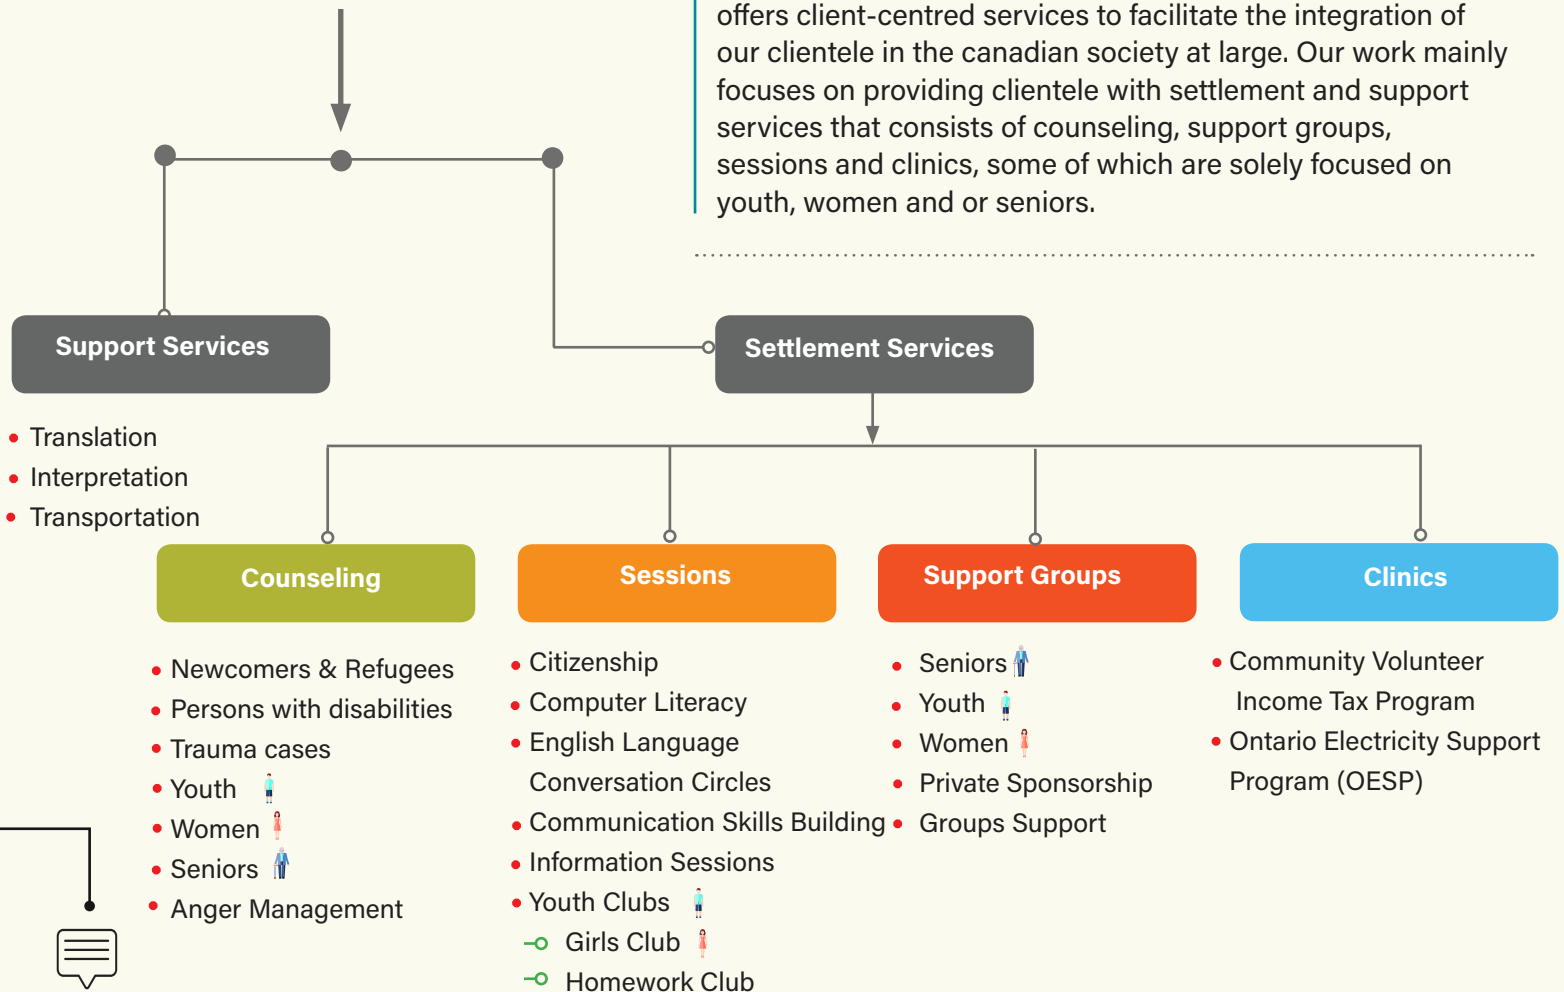 offers client-centred services to facilitate the integration of
our clientele in the canadian society at large. Our work mainly
focuses on providing clientele with settlement and support
services that consists of counseling, support groups,
sessions and clinics, some of which are solely focused on
youth, women and or seniors.
Support Services
Translation
Interpretation
Transportation
Settlement Services
Counseling
Newcomers & Refugees
Persons with disabilities
Trauma cases
Youth
Women
Seniors
Anger Management
Sessions
Citizenship
Computer Literacy
English Language
Conversation Circles
Communication Skills Building
Information Sessions
Youth Clubs
Girls Club
Homework Club
Support Groups
Seniors
Youth
Women
Private Sponsorship
Groups Support
Clinics
Community Volunteer
Income Tax Program
Ontario Electricity Support
Program (OESP)